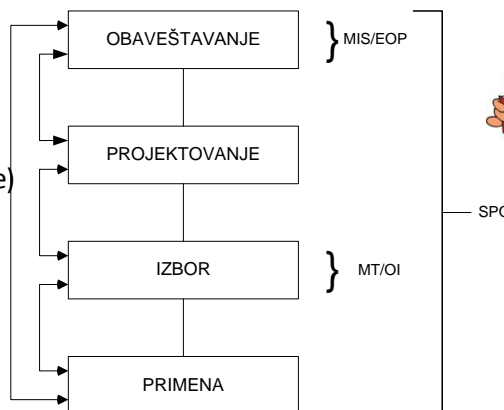 OBAVEŠTAVANJE
} MIS/EOP
PROJEKTOVANJE
e)
SPO
IZBOR
} MT/OI
PRIMENA